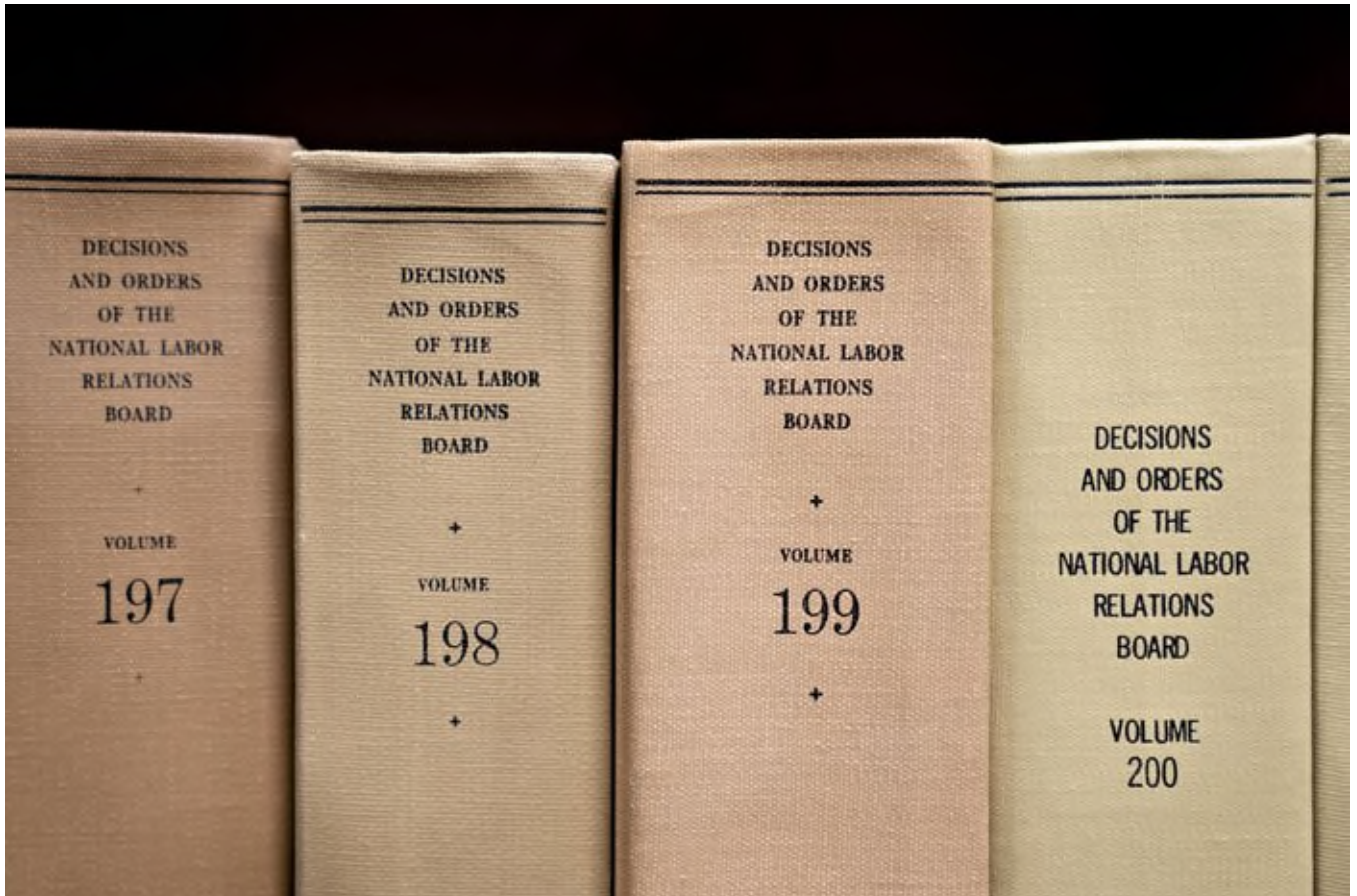 DECISIONS
AND ORDERS
OF THE
NATIONAL LABOR
RELATIONS
BOARD
+
VOLUME
197
+
DECISIONS
AND ORDERS
OF THE
NATIONAL LABOR
RELATIONS
BOARD
+
VOLUME
198
+
DECISIONS
AND ORDERS
OF THE
NATIONAL LABOR
RELATIONS
BOARD
+
VOLUME
199
+
DECISIONS
AND ORDERS
OF THE
NATIONAL LABOR
RELATIONS
BOARD
VOLUME
200